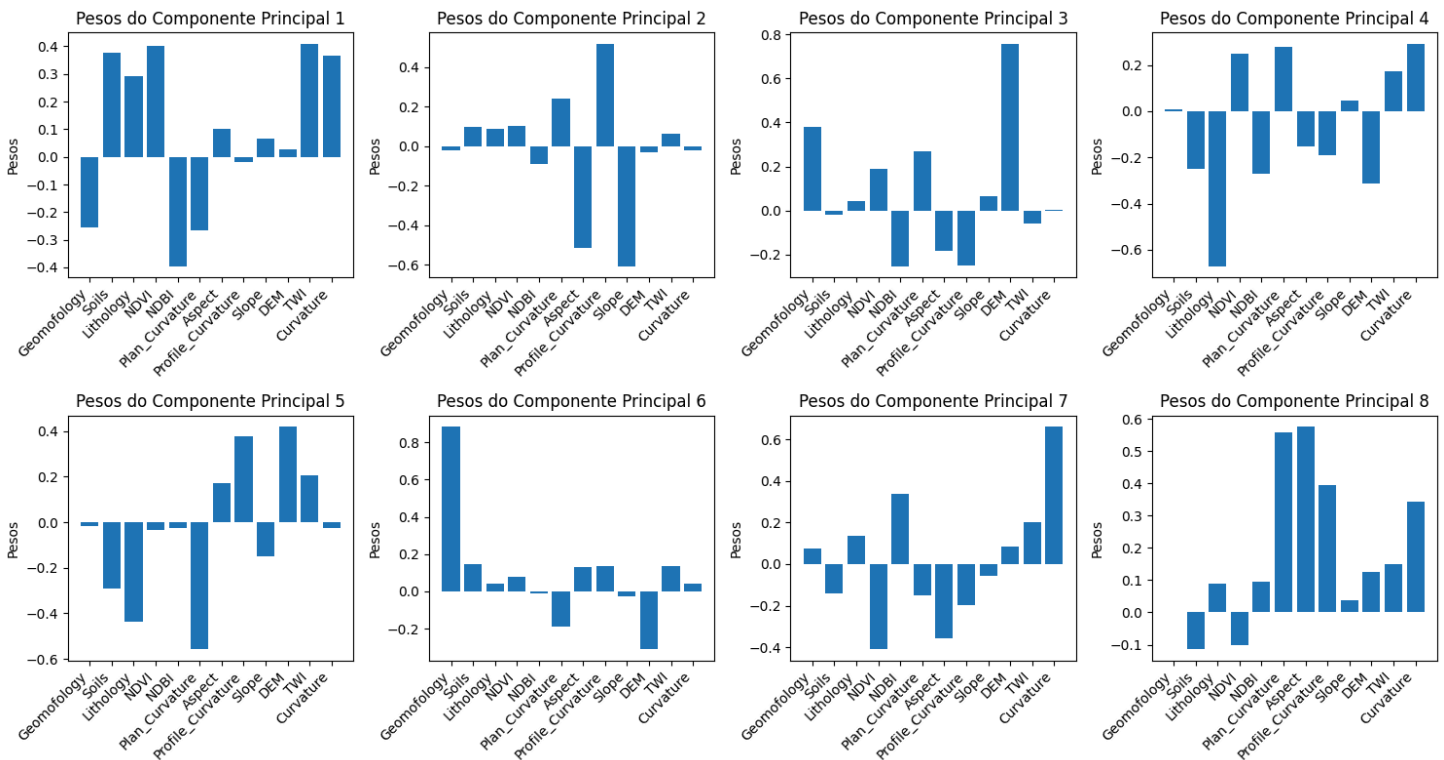 Pesos do Componente Principal 1
Pesos
0.4
0.3
0.2
0.1
0.0
−0.1
−0.2
−0.3
−0.4
Geomofology
Soils
Lithology
NDVI
NDBI
Plan_Curvature
Aspect
Profile_Curvature
Slope
DEM
TWI
Curvature
Pesos do Componente Principal 2
0.4
0.2
0.0
−0.2
−0.4
−0.6
Geomofology
Soils
Lithology
NDVI
NDBI
Plan_Curvature
Aspect
Profile_Curvature
Slope
DEM
TWI
Curvature
Pesos do Componente Principal 3
Pesos
0.8
0.6
0.4
0.2
0.0
−0.2
Geomofology
Soils
Lithology
NDVI
NDBI
Plan_Curvature
Aspect
Profile_Curvature
Slope
DEM
TWI
Curvature
Pesos do Componente Principal 4
Pesos
0.2
0.0
−0.2
−0.4
−0.6
Geomofology
Soils
Lithology
NDVI
NDBI
Plan_Curvature
Aspect
Profile_Curvature
Slope
DEM
TWI
Curvature
Pesos do Componente Principal 5
Pesos
0.4
0.2
0.0
−0.2
−0.4
−0.6
Geomofology
Soils
Lithology
NDVI
NDBI
Plan_Curvature
Aspect
Profile_Curvature
Slope
DEM
TWI
Curvature
Pesos do Componente Principal 6
Pesos
0.8
0.6
0.4
0.2
0.0
−0.2
Geomofology
Soils
Lithology
NDVI
NDBI
Plan_Curvature
Aspect
Profile_Curvature
Slope
DEM
TWI
Curvature
Pesos do Componente Principal 7
Pesos
0.6
0.4
0.2
0.0
−0.2
−0.4
Geomofology
Soils
Lithology
NDVI
NDBI
Plan_Curvature
Aspect
Profile_Curvature
Slope
DEM
TWI
Curvature
Pesos do Componente Principal 8
Pesos
0.6
0.5
0.4
0.3
0.2
0.1
0.0
−0.1
Geomofology
Soils
Lithology
NDVI
NDBI
Plan_Curvature
Aspect
Profile_Curvature
Slope
DEM
TWI
Curvature